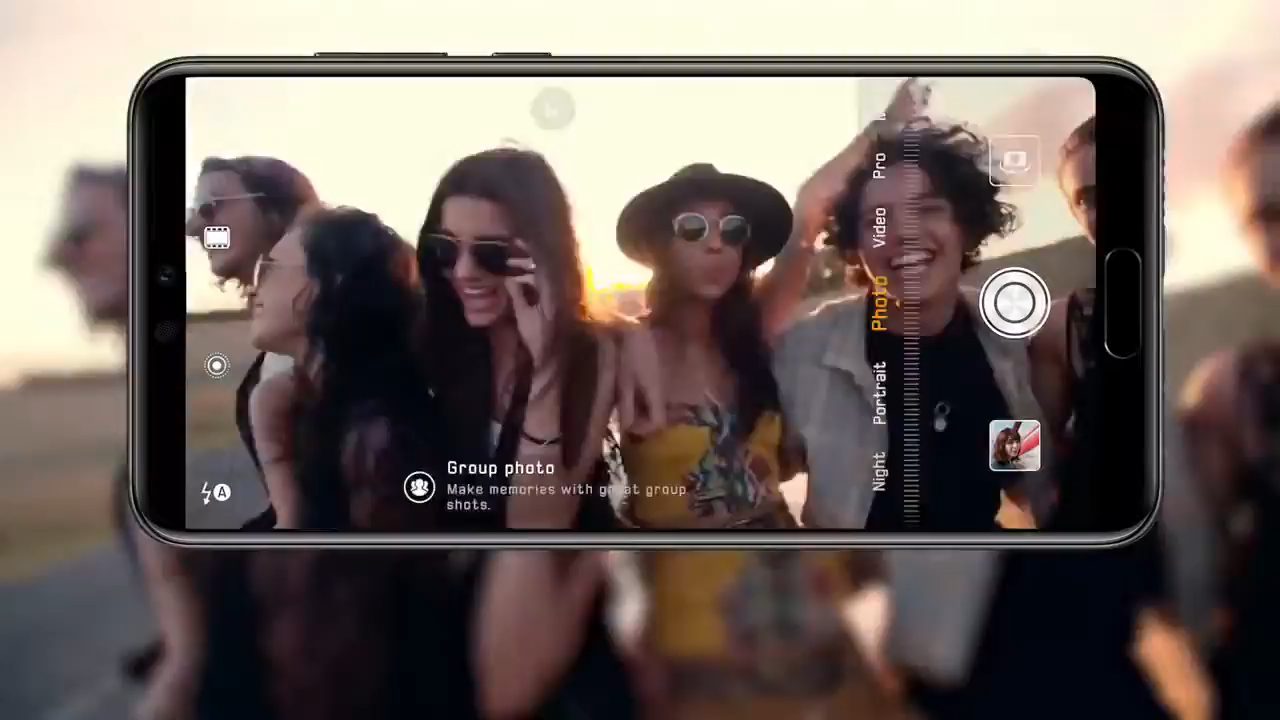 Pro
Video
Photo
Portrait
Night
A
Group photo
Make memories with great group
shots.